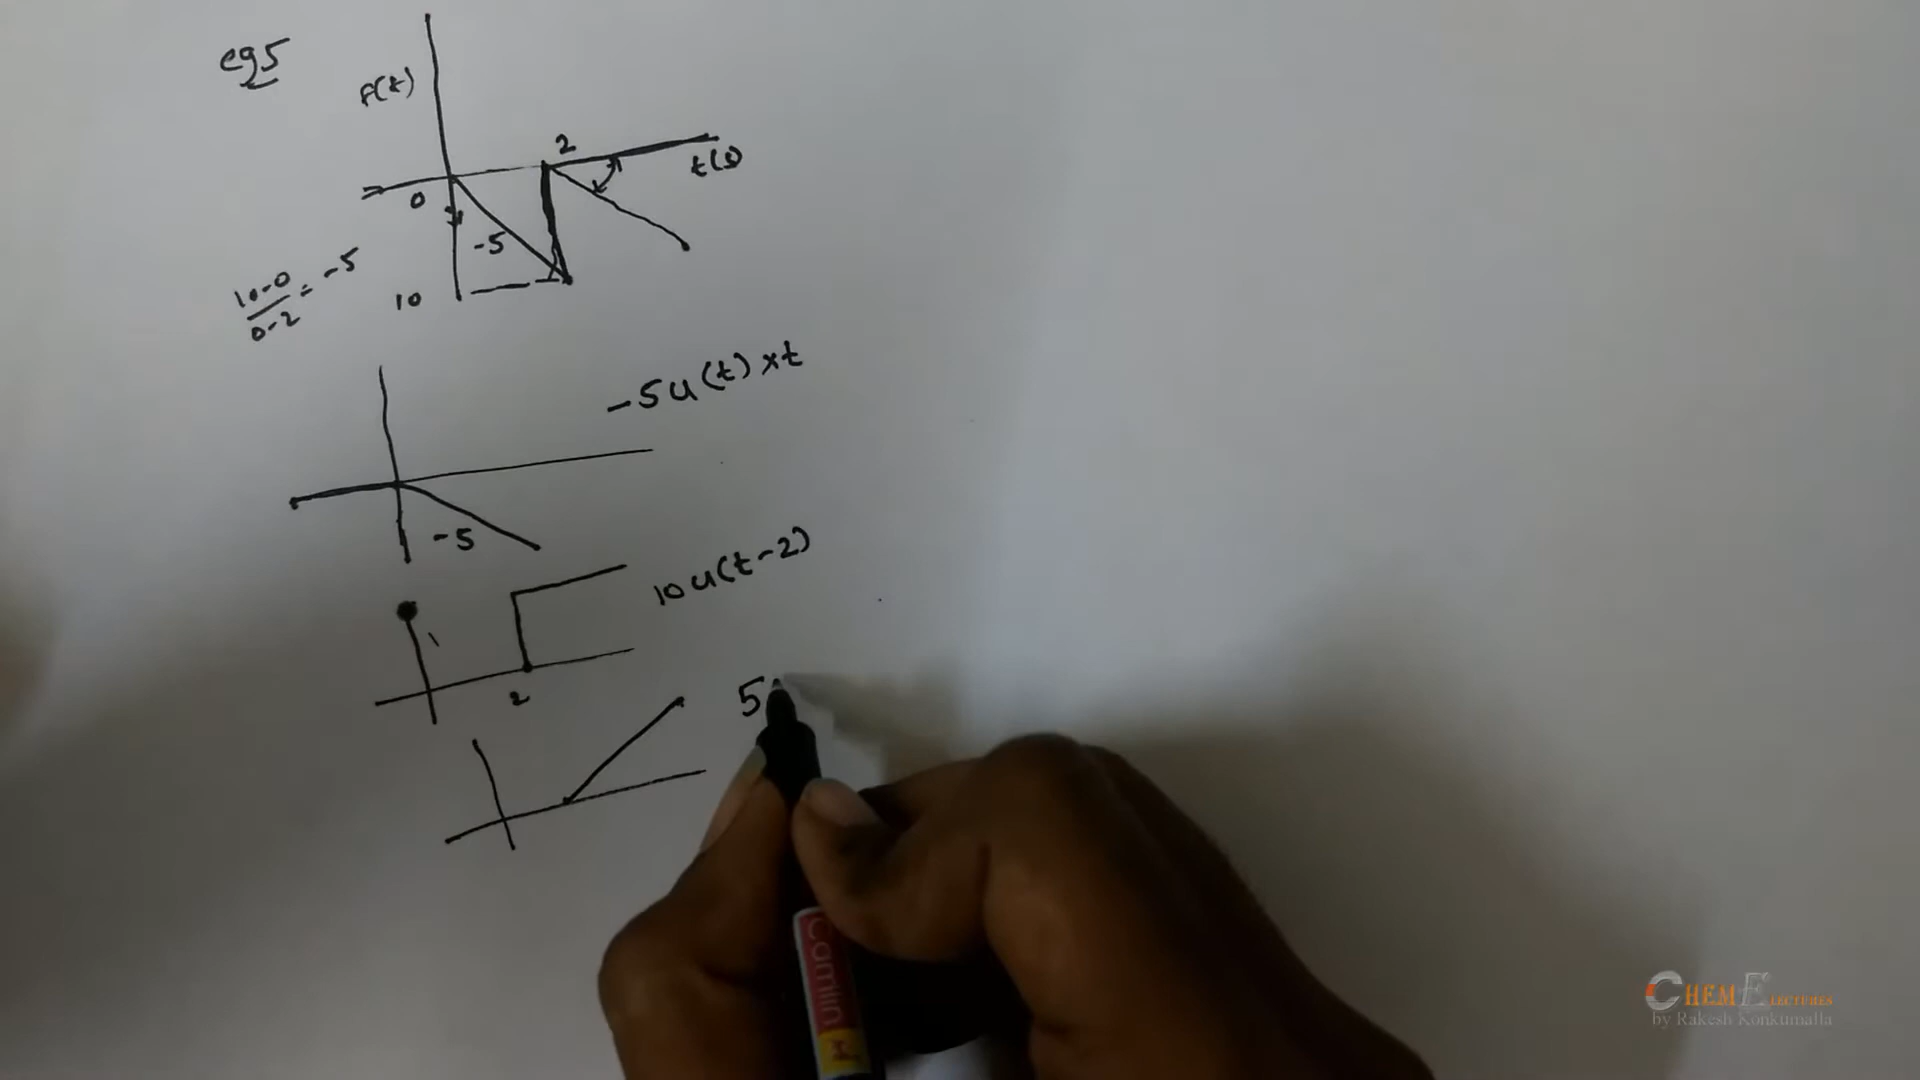 eg5
F(t)
2
t(s)
0
-5
10-0
0-2
= -5
10
-5u(t)×t
-5
10u(t-2)
1
2
5
Camlin
CHEME LECTURES
by Rakesh Konkumalla